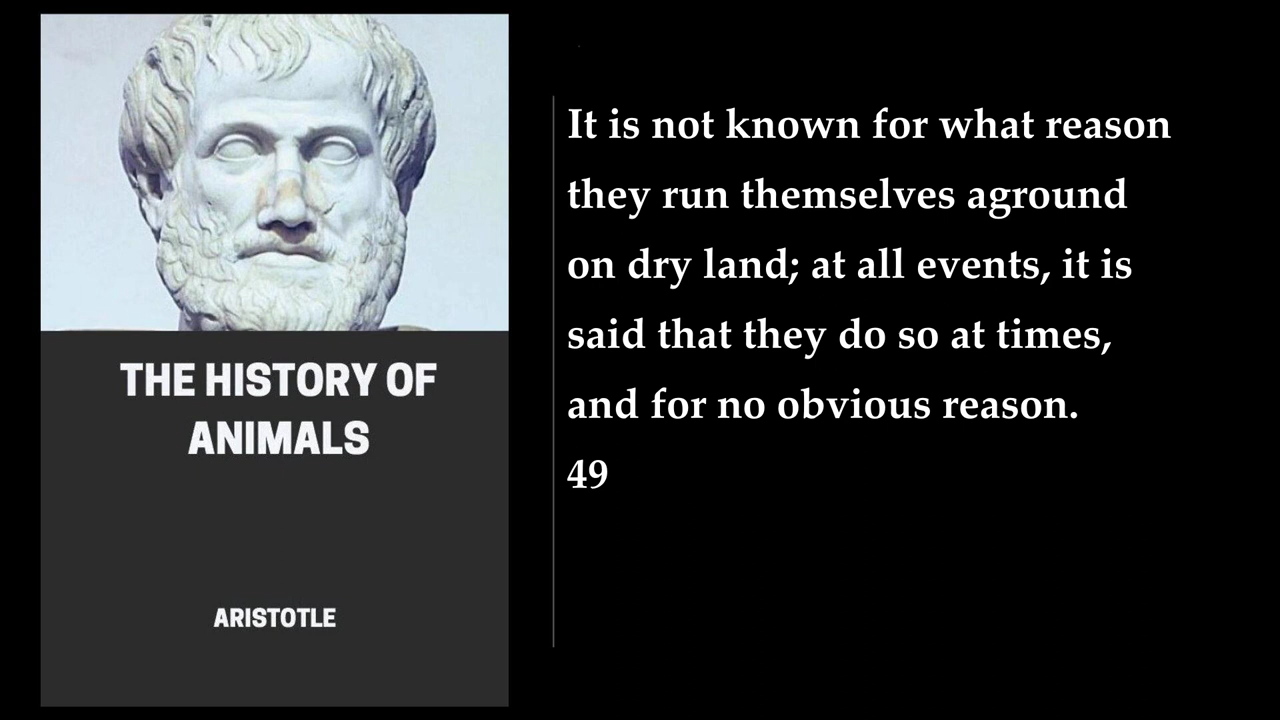 THE HISTORY OF
ANIMALS
ARISTOTLE
It is not known for what reason
they run themselves aground
on dry land; at all events, it is
said that they do so at times,
and for no obvious reason.
49